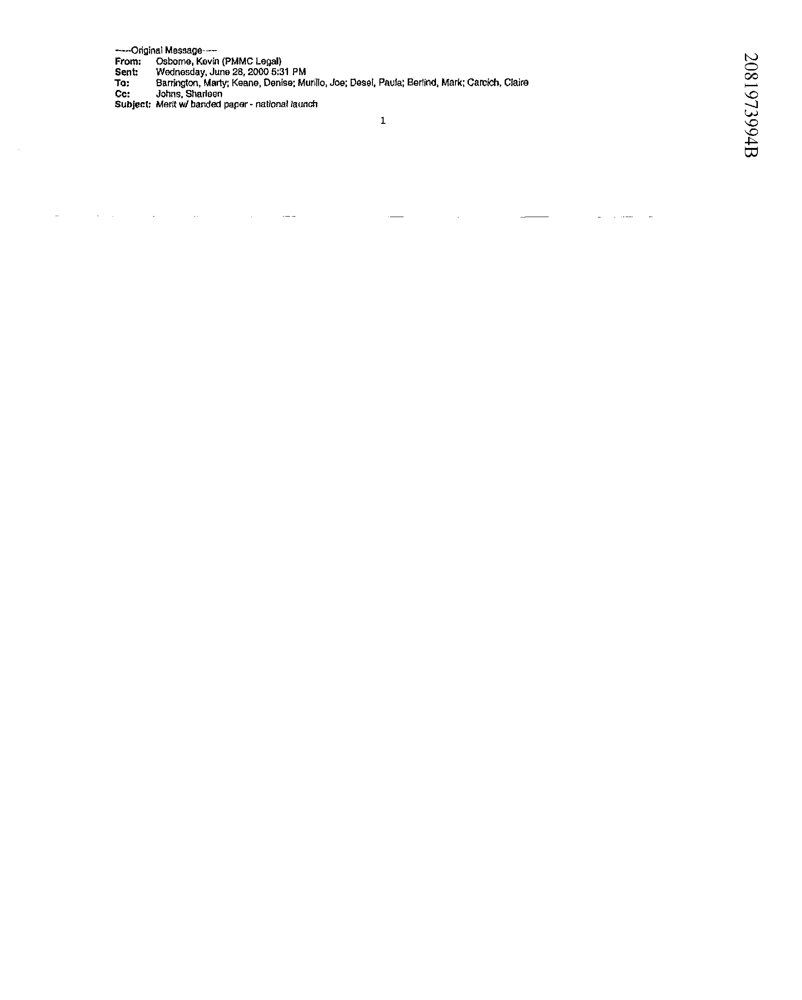 -----Original Message-----
From: Osborne, Kevin (PMMC Legal)
Sent: Wednesday, June 28, 2000 5:31 PM
To: Barrington, Marty; Keane, Denise; Murillo, Joe; Desel, Paula; Berlind, Mark; Carcich, Claire
Cc: Johns, Sharleen
Subject: Merit w/ banded paper - national launch
1
2081973994B